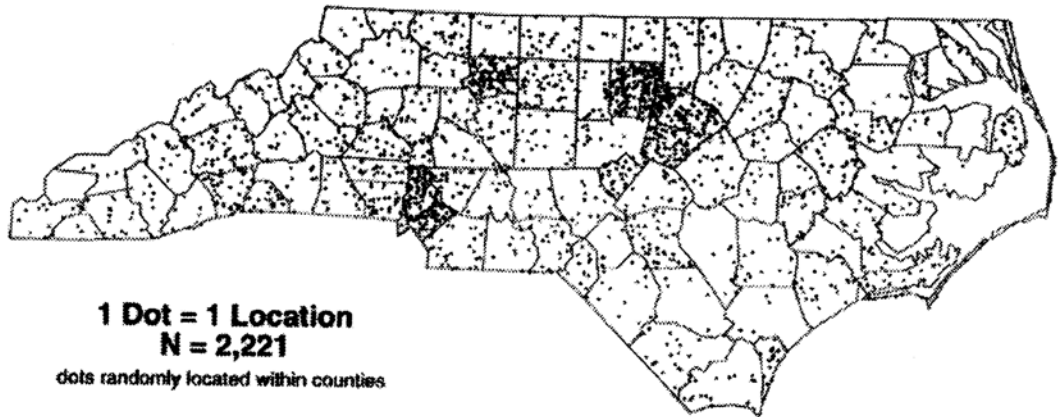 1 Dot = 1 Location
N = 2,221
dots randomly located within counties